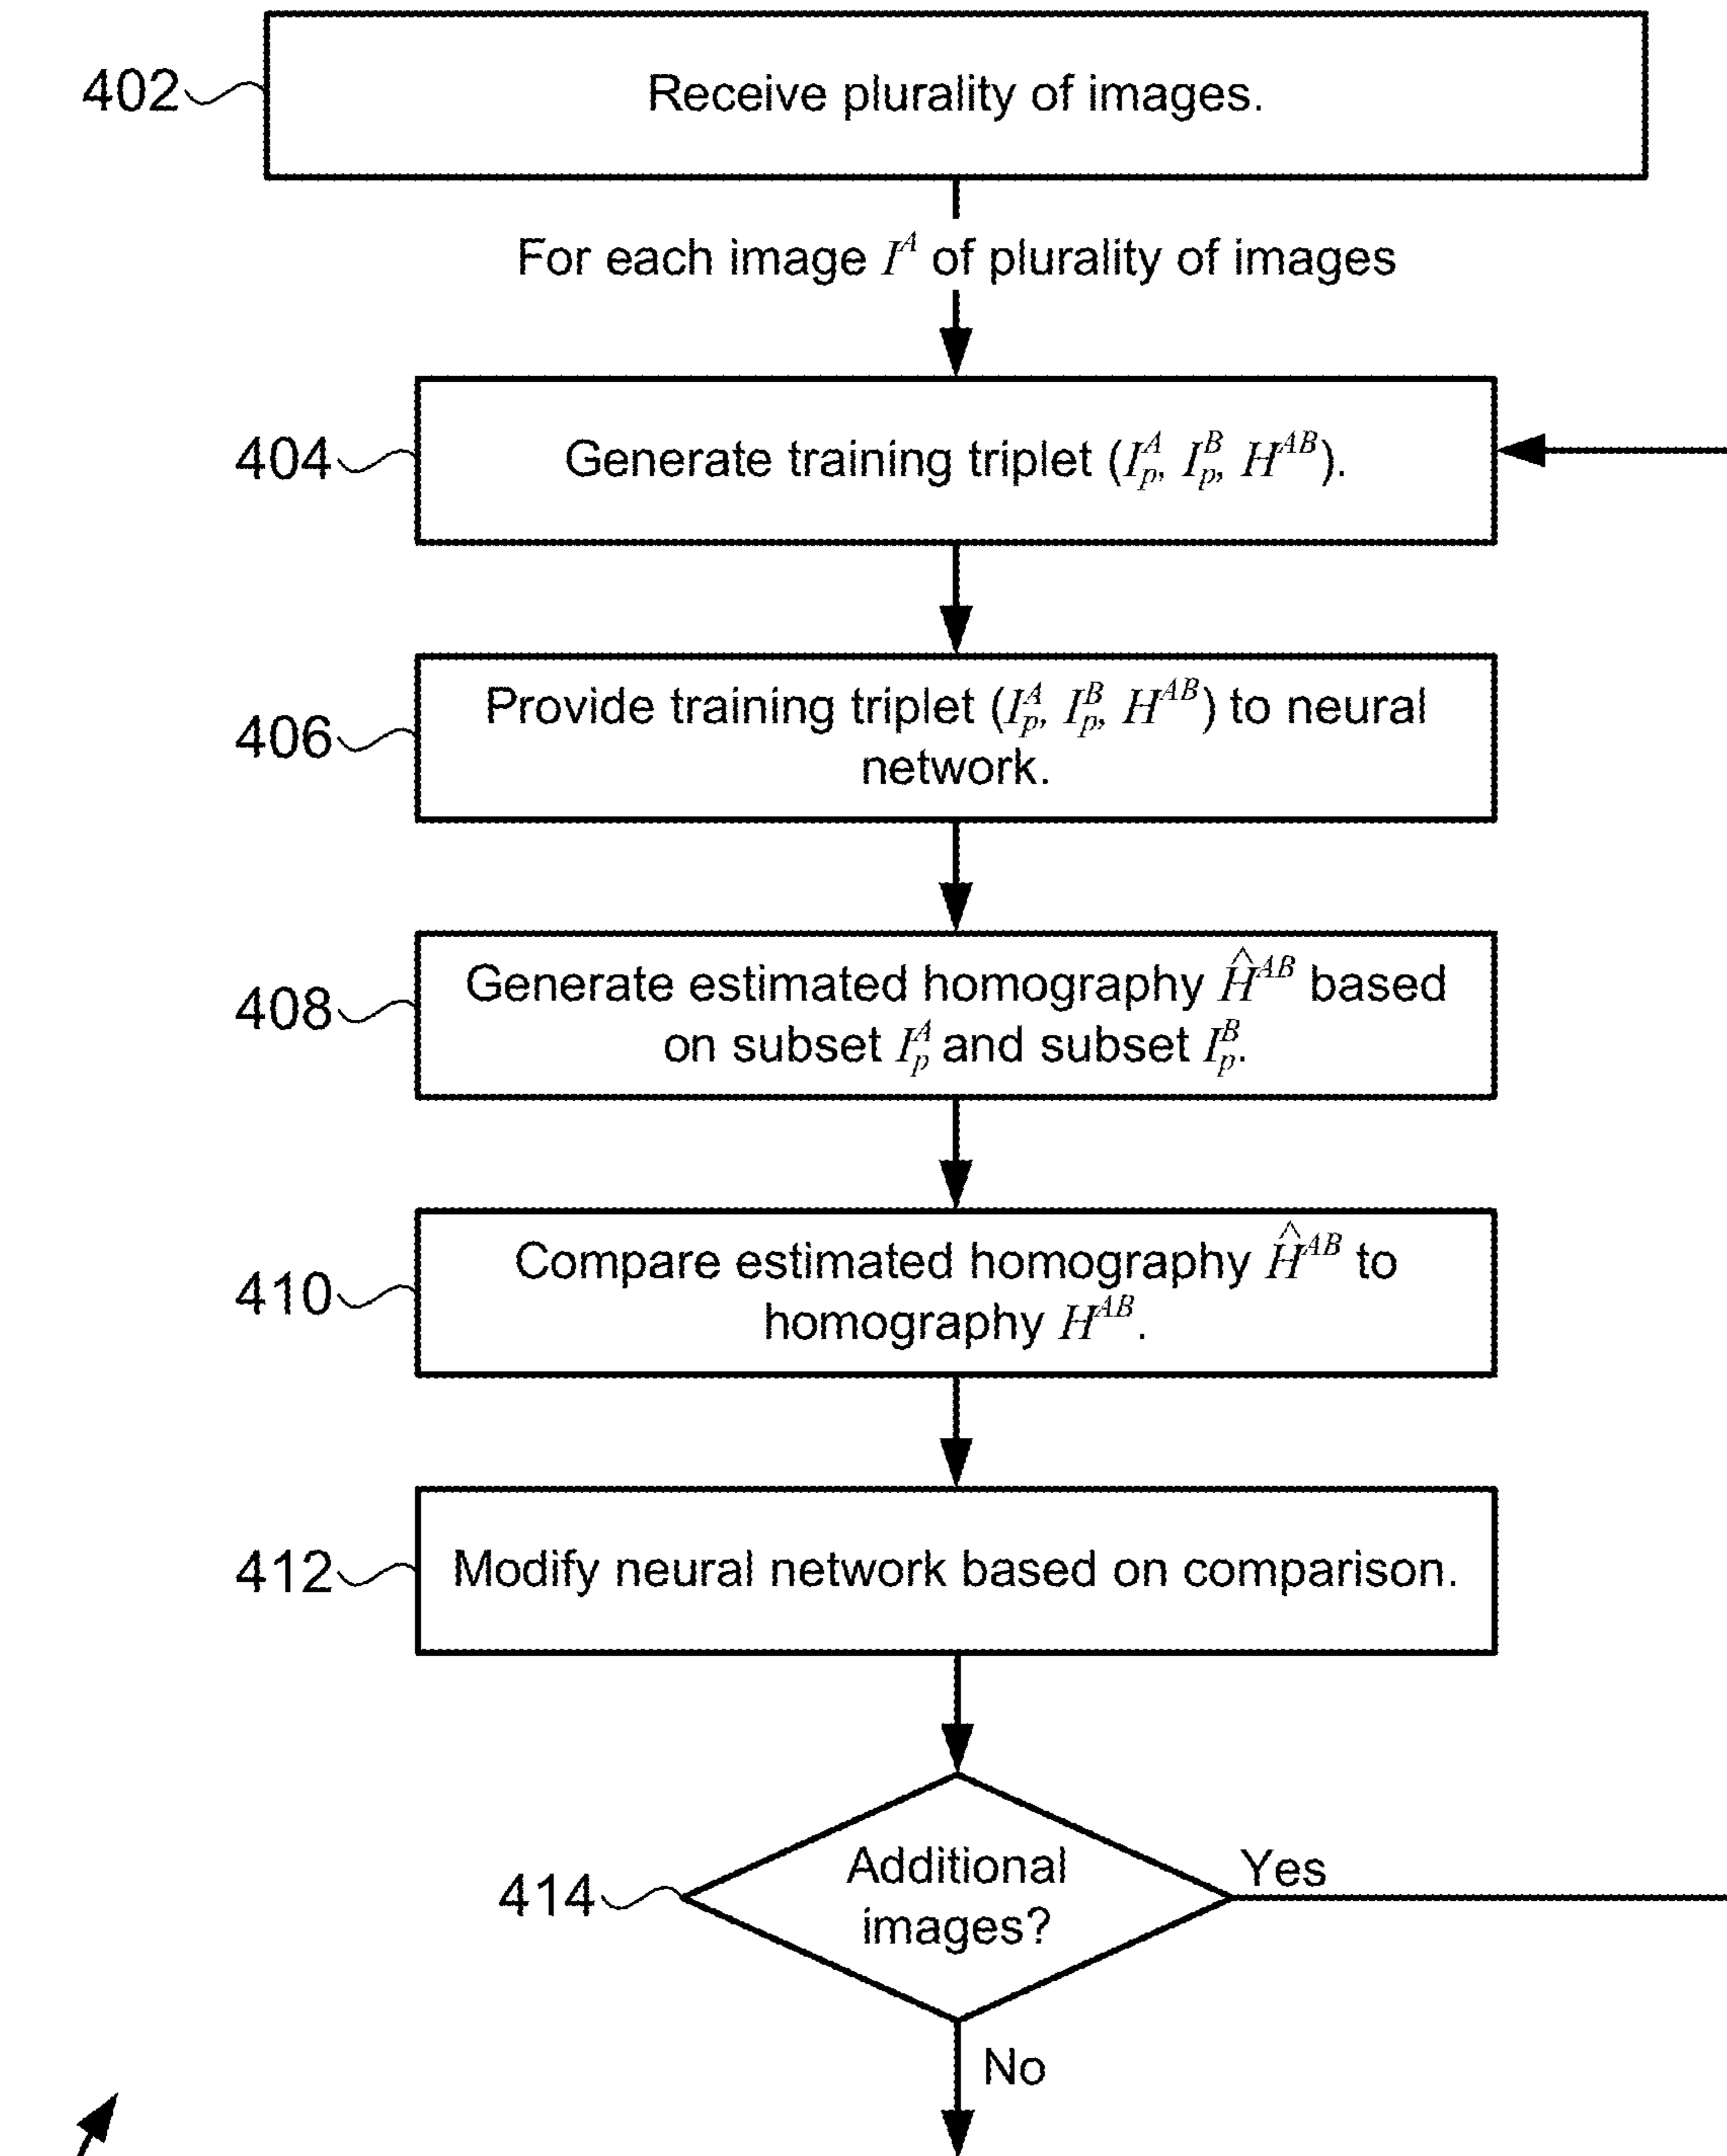 402
Receive plurality of images.
For each image I^A of plurality of images
404
Generate training triplet (I_p^A, I_p^B, H^{AB}).
406
Provide training triplet (I_p^A, I_p^B, H^{AB}) to neural
network.
408
Generate estimated homography Ĥ^{AB} based
on subset I_p^A and subset I_p^B.
410
Compare estimated homography Ĥ^{AB} to
homography H^{AB}.
412
Modify neural network based on comparison.
414
Additional
images?
Yes
No